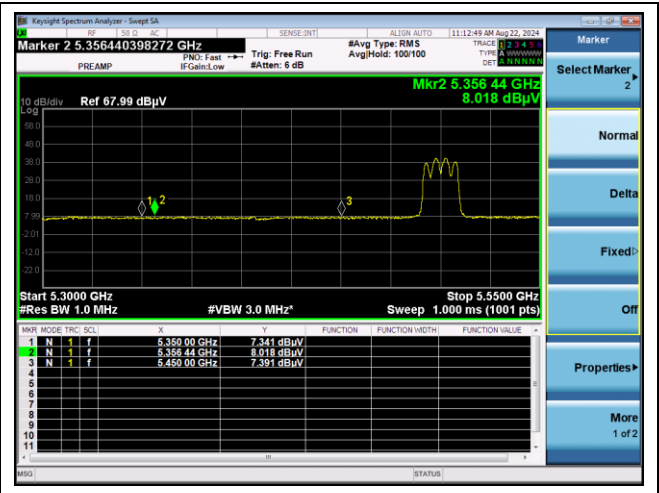 Keysight Spectrum Analyzer - Swept SA
RF 50 Ω AC SENSE:INT ALIGN AUTO 11:12:49 AM Aug 22, 2024
Marker 2 5.356440398272 GHz
PREAMP
PNO: Fast
IFGain:Low
Trig: Free Run
#Atten: 6 dB
#Avg Type: RMS
Avg|Hold: 100/100
TRACE 1 2 3 4 5 6
TYPE A WWWWW
DET A N N N N N
Mkr2 5.356 44 GHz
8.018 dBµV
10 dB/div Ref 67.99 dBµV
Log
58.0
48.0
38.0
28.0
18.0
7.99
-2.01
-12.0
-22.0
1 2 3
Start 5.3000 GHz Stop 5.5500 GHz
#Res BW 1.0 MHz #VBW 3.0 MHz* Sweep 1.000 ms (1001 pts)
MKR MODE TRC SCL X Y FUNCTION FUNCTION WIDTH FUNCTION VALUE
1 N 1 f 5.350 00 GHz 7.341 dBµV
2 N 1 f 5.356 44 GHz 8.018 dBµV
3 N 1 f 5.450 00 GHz 7.391 dBµV
4
5
6
7
8
9
10
11
MSG STATUS
Marker
Select Marker
2
Normal
Delta
Fixed
Off
Properties
More
1 of 2